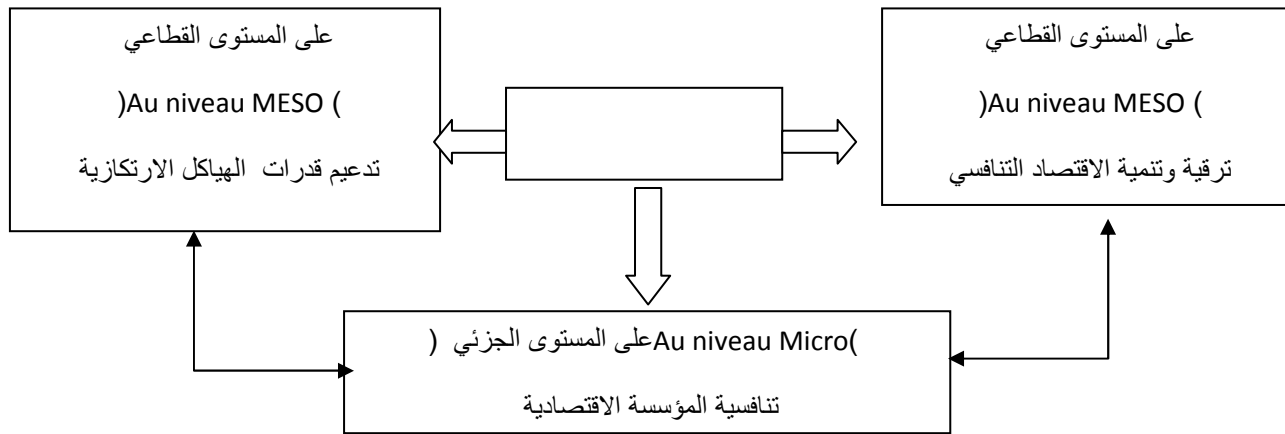 على المستوى القطاعي
)Au niveau MESO (
ترقية وتنمية الاقتصاد التنافسي
على المستوى القطاعي
)Au niveau MESO (
تدعيم قدرات الهياكل الارتكازية
)Au niveau Microعلى المستوى الجزئي (
تنافسية المؤسسة الاقتصادية